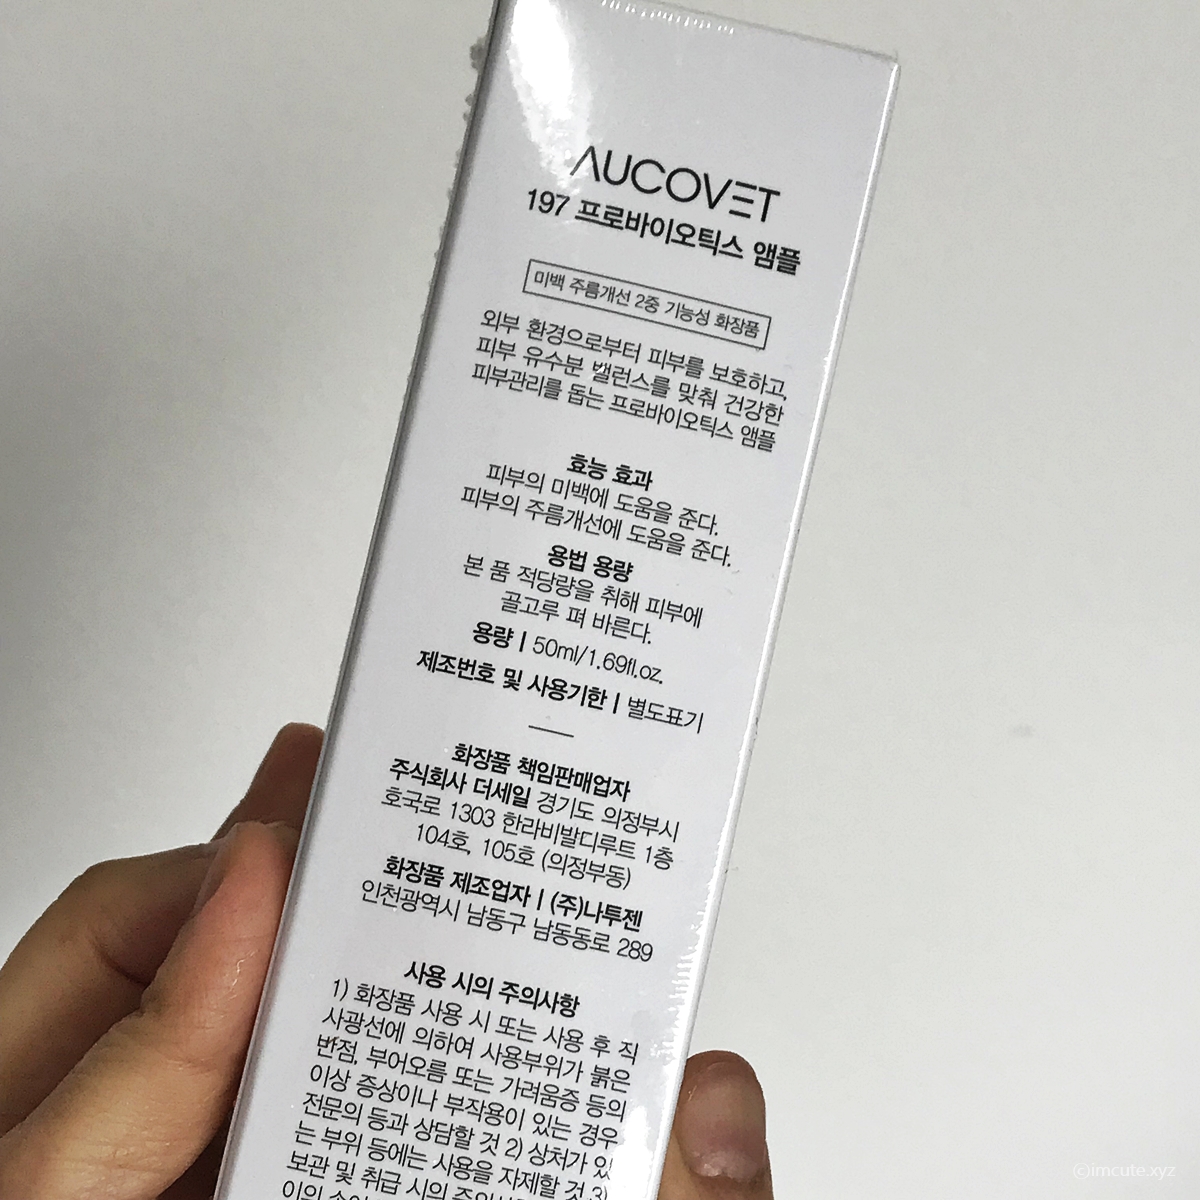 AUCOVET
197 프로바이오틱스 앰플
미백 주름개선 2중 기능성 화장품
외부 환경으로부터 피부를 보호하고,
피부 유수분 밸런스를 맞춰 건강한
피부관리를 돕는 프로바이오틱스 앰플
효능 효과
피부의 미백에 도움을 준다.
피부의 주름개선에 도움을 준다.
용법 용량
본 품 적당량을 취해 피부에
골고루 펴 바른다.
용량 | 50ml/1.69fl.oz.
제조번호 및 사용기한 | 별도표기
화장품 책임판매업자
주식회사 더세일 경기도 의정부시
호국로 1303 한라비발디루트 1층
104호, 105호 (의정부동)
화장품 제조업자 | (주)나투젠
인천광역시 남동구 남동동로 289
사용 시의 주의사항
1) 화장품 사용 시 또는 사용 후 직
사광선에 의하여 사용부위가 붉은
반점, 부어오름 또는 가려움증 등의
이상 증상이나 부작용이 있는 경우
전문의 등과 상담할 것 2) 상처가 있
는 부위 등에는 사용을 자제할 것 3)
보관 및 취급 시의
©imcute.xyz